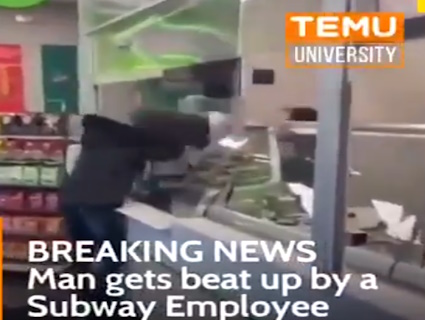 TEMU
UNIVERSITY
BREAKING NEWS
Man gets beat up by a
Subway Employee